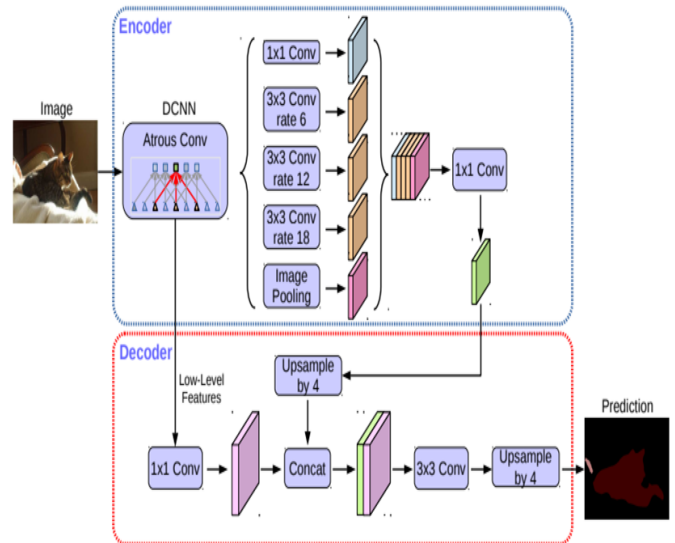 Encoder
Image
DCNN
Atrous Conv
1x1 Conv
3x3 Conv
rate 6
3x3 Conv
rate 12
3x3 Conv
rate 18
Image
Pooling
1x1 Conv
Decoder
Low-Level
Features
Upsample
by 4
1x1 Conv
Concat
3x3 Conv
Upsample
by 4
Prediction